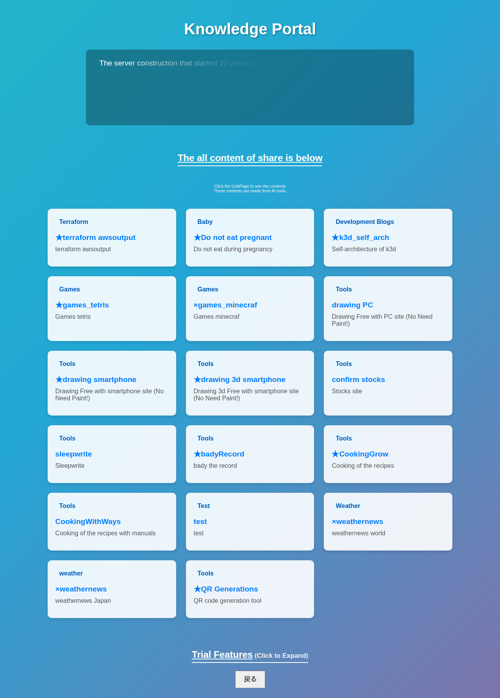 Knowledge Portal
The server construction that started 10 years
The all content of share is below
Click the LinkPage to see the contents
These contents are made from AI tools
Terraform
★terraform awsoutput
terraform awsoutput
Baby
★Do not eat pregnant
Do not eat during pregnancy
Development Blogs
★k3d_self_arch
Self-architecture of k3d
Games
★games_tetris
Games tetris
Games
×games_minecraf
Games minecraf
Tools
drawing PC
Drawing Free with PC site (No Need
Paint!)
Tools
★drawing smartphone
Drawing Free with smartphone site (No
Need Paint!)
Tools
★drawing 3d smartphone
Drawing 3d Free with smartphone site
(No Need Paint!)
Tools
confirm stocks
Stocks site
Tools
sleepwrite
Sleepwrite
Tools
★badyRecord
bady the record
Tools
★CookingGrow
Cooking of the recipes
Tools
CookingWithWays
Cooking of the recipes with manuals
Test
test
test
Weather
×weathernews
weathernews world
weather
×weathernews
weathernews Japan
Tools
★QR Generations
QR code generation tool
Trial Features (Click to Expand)
戻る